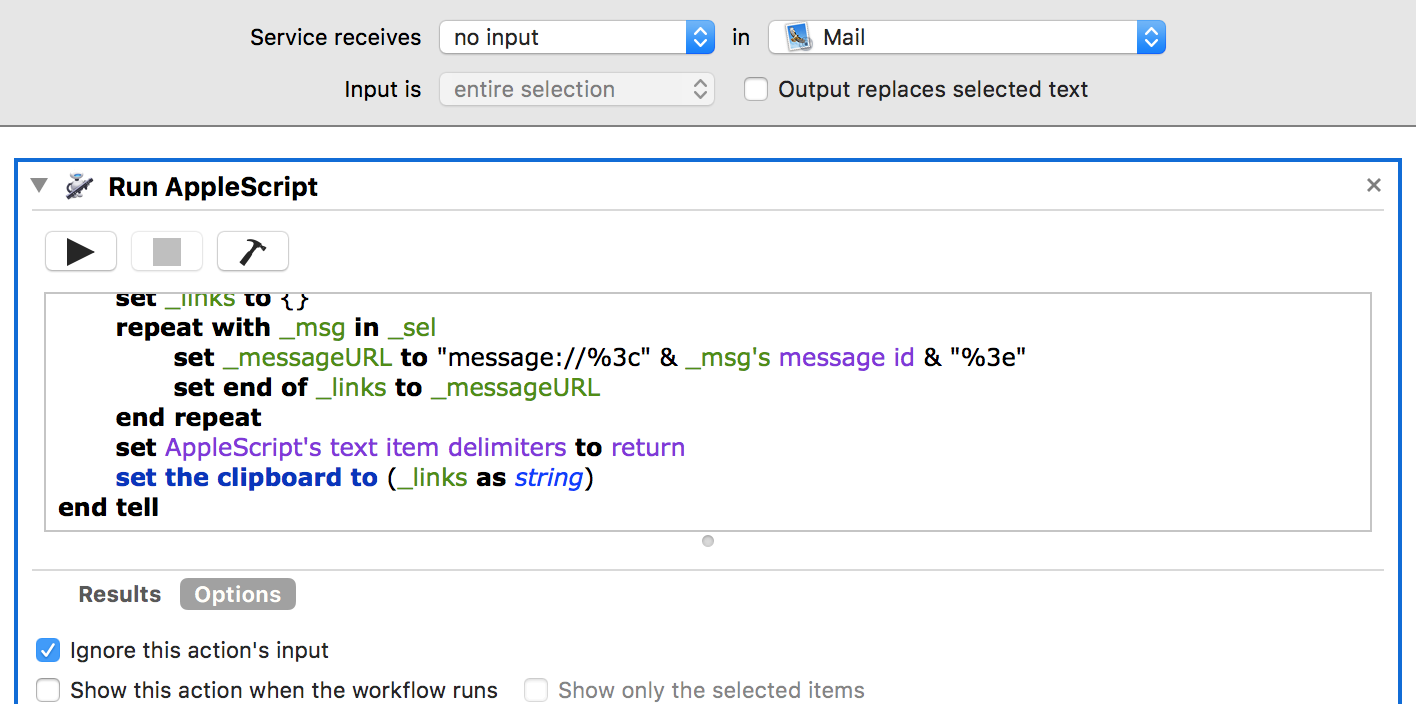 Service receives no input in Mail
Input is entire selection Output replaces selected text
Run AppleScript
set _links to {}
repeat with _msg in _sel
set _messageURL to "message://%3c" & _msg's message id & "%3e"
set end of _links to _messageURL
end repeat
set AppleScript's text item delimiters to return
set the clipboard to (_links as string)
end tell
Results Options
Ignore this action's input
Show this action when the workflow runs Show only the selected items